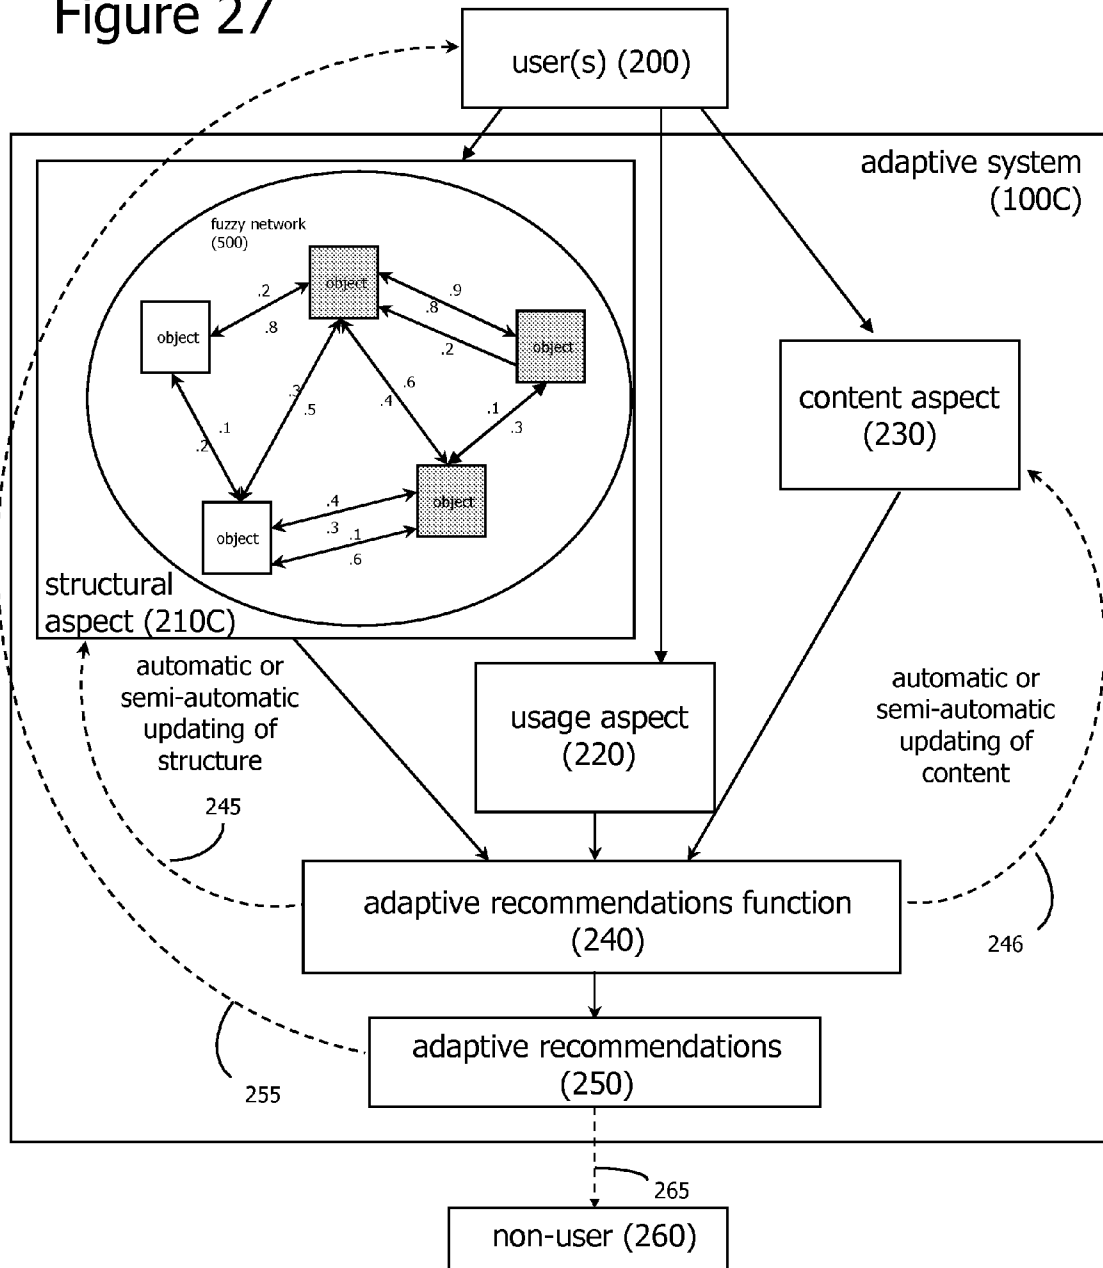 Figure 27
user(s) (200)
adaptive system
(100C)
fuzzy network
(500)
object
.2
.8
.9
.8
.2
object
object
.3
.5
.6
.4
.1
.3
.1
.2
object
object
.4
.3
.1
.6
content aspect
(230)
structural
aspect (210C)
automatic or
semi-automatic
updating of
structure
245
usage aspect
(220)
automatic or
semi-automatic
updating of
content
246
adaptive recommendations function
(240)
adaptive recommendations
(250)
255
265
non-user (260)